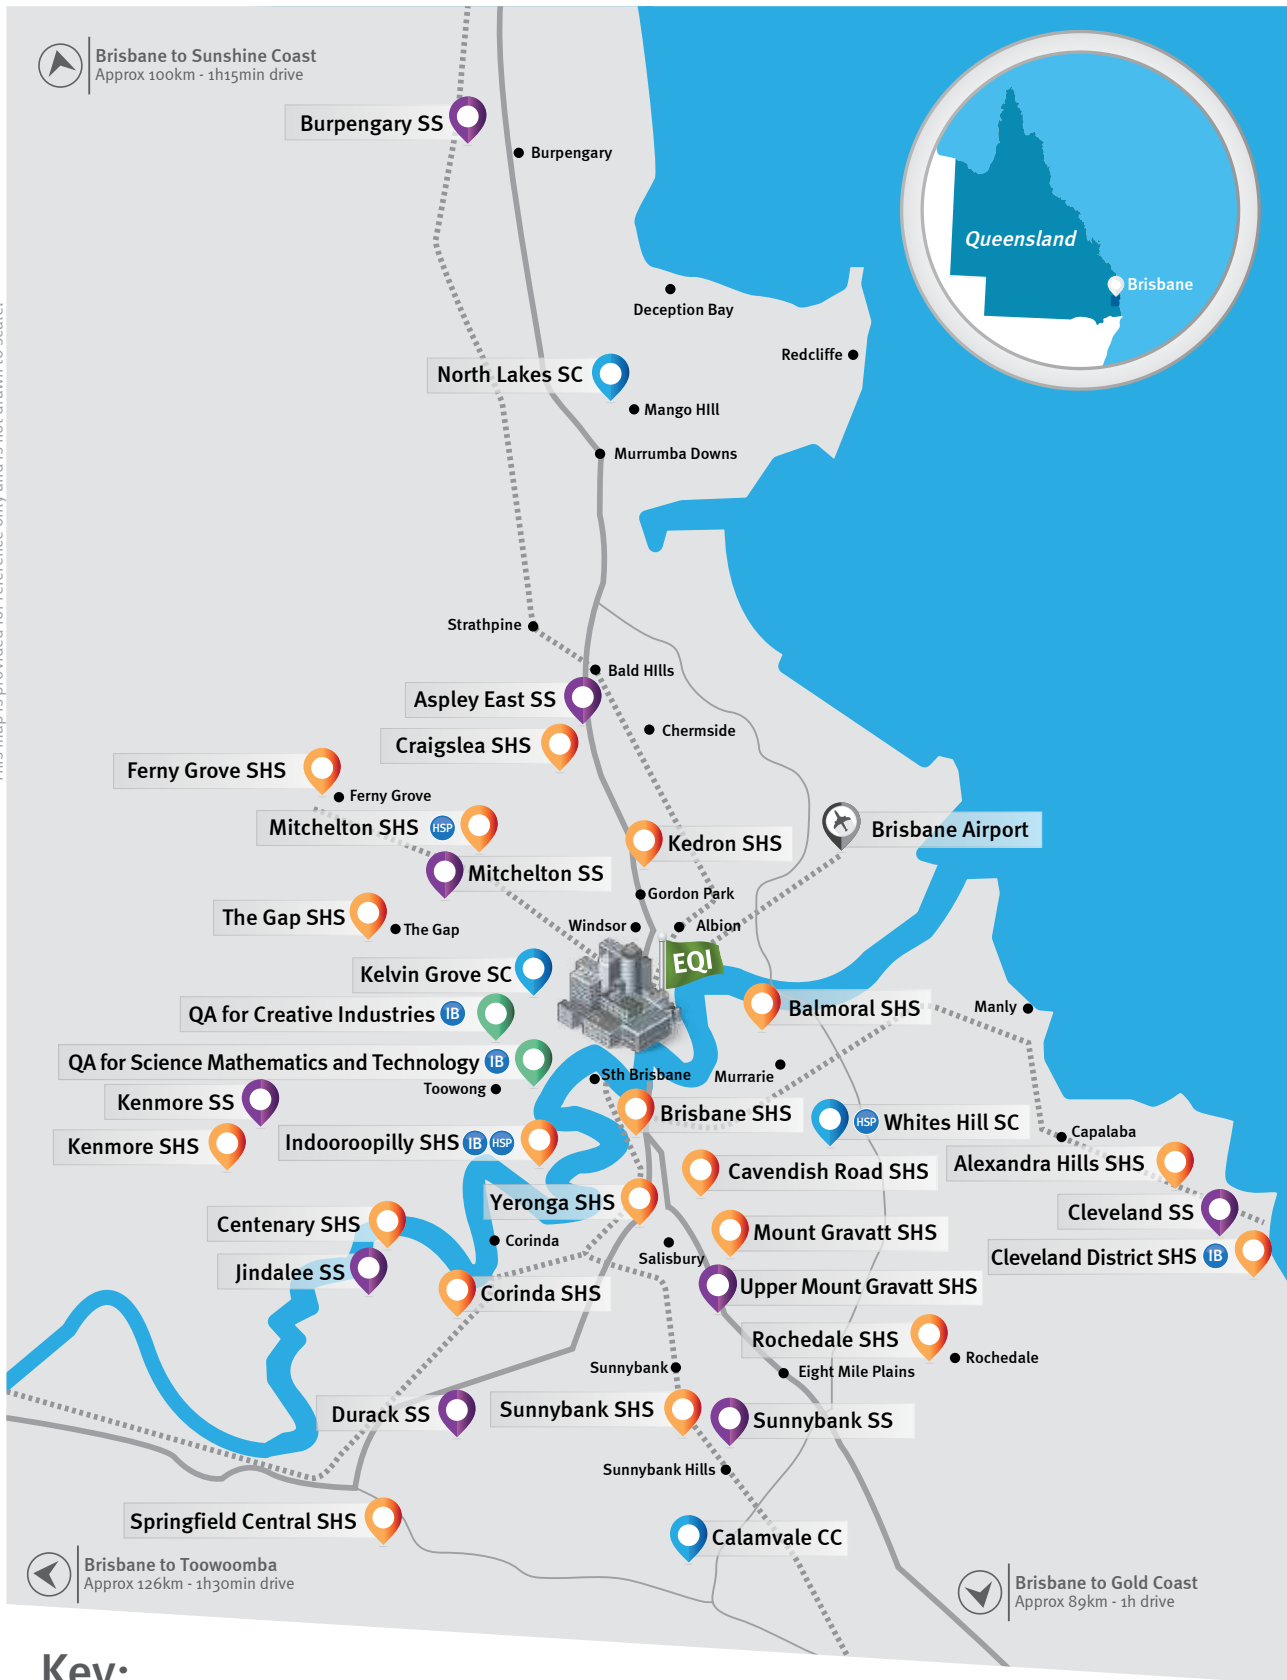 Brisbane to Sunshine Coast
Approx 100km - 1h15min drive
Burpengary SS
Burpengary
Queensland
Brisbane
Deception Bay
Redcliffe
North Lakes SC
Mango HIll
Murrumba Downs
Strathpine
Bald HIlls
Aspley East SS
Chermside
Craigslea SHS
Ferny Grove SHS
Ferny Grove
Mitchelton SHS HSP
Brisbane Airport
Kedron SHS
Mitchelton SS
Gordon Park
The Gap SHS
The Gap
Windsor
Albion
EQI
Kelvin Grove SC
QA for Creative Industries IB
Balmoral SHS
Manly
QA for Science Mathematics and Technology IB
Sth Brisbane
Murrarie
Toowong
Kenmore SS
Brisbane SHS
HSP Whites Hill SC
Capalaba
Kenmore SHS
Indooroopilly SHS IB HSP
Alexandra Hills SHS
Cavendish Road SHS
Yeronga SHS
Cleveland SS
Centenary SHS
Mount Gravatt SHS
Corinda
Salisbury
Cleveland District SHS IB
Jindalee SS
Upper Mount Gravatt SHS
Corinda SHS
Rochedale SHS
Rochedale
Sunnybank
Eight Mile Plains
Durack SS
Sunnybank SHS
Sunnybank SS
Sunnybank Hills
Springfield Central SHS
Calamvale CC
Brisbane to Toowoomba
Approx 126km - 1h30min drive
Brisbane to Gold Coast
Approx 89km - 1h drive
Key: